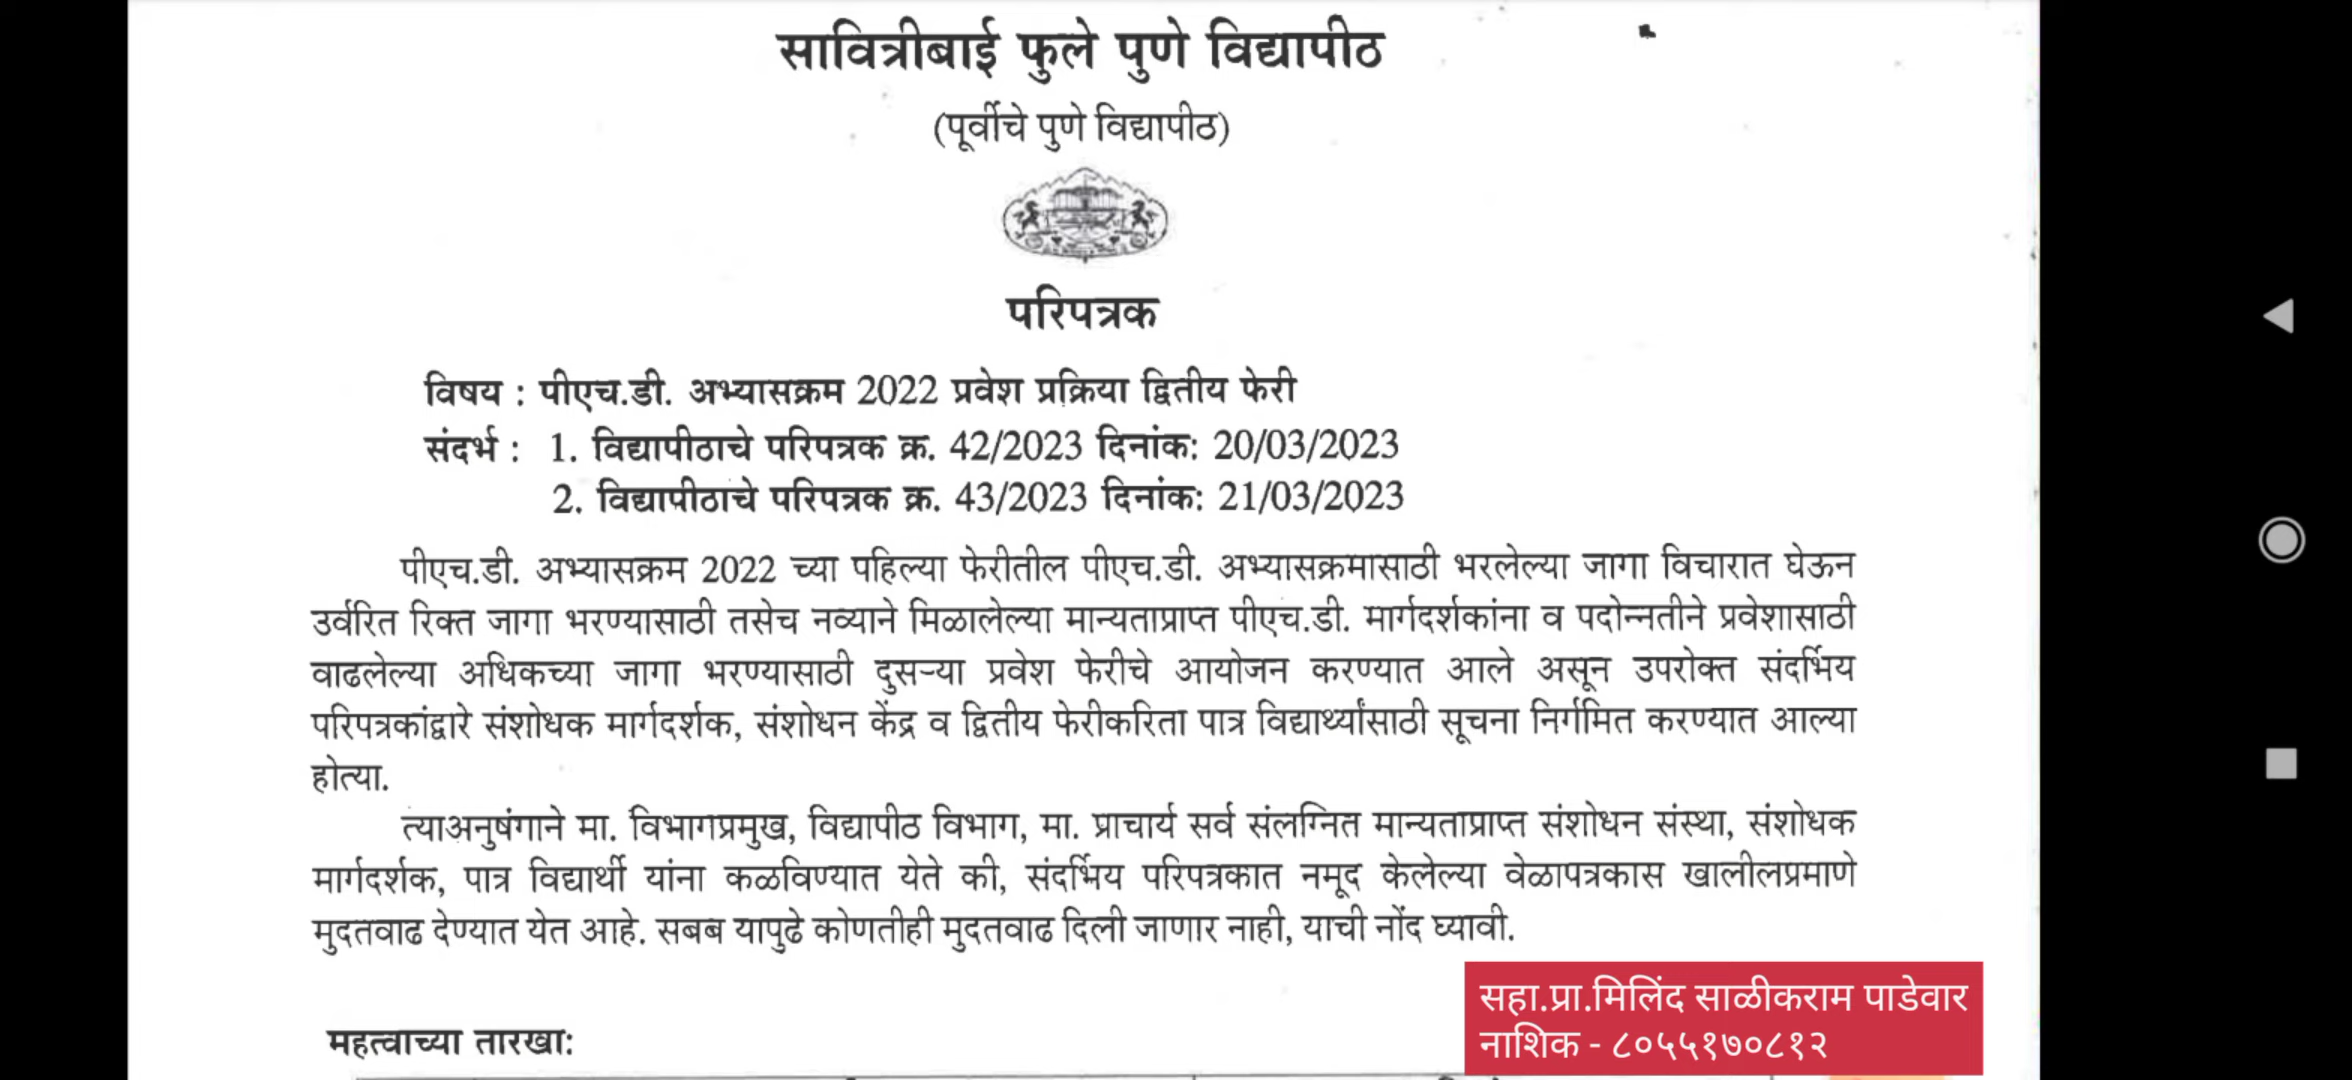 सावित्रीबाई फुले पुणे विद्यापीठ
(पूर्वीचे पुणे विद्यापीठ)
परिपत्रक
विषय : पीएच.डी. अभ्यासक्रम 2022 प्रवेश प्रक्रिया द्वितीय फेरी
संदर्भ : 1. विद्यापीठाचे परिपत्रक क्र. 42/2023 दिनांक: 20/03/2023
2. विद्यापीठाचे परिपत्रक क्र. 43/2023 दिनांक: 21/03/2023
पीएच.डी. अभ्यासक्रम 2022 च्या पहिल्या फेरीतील पीएच.डी. अभ्यासक्रमासाठी भरलेल्या जागा विचारात घेऊन
उर्वरित रिक्त जागा भरण्यासाठी तसेच नव्याने मिळालेल्या मान्यताप्राप्त पीएच.डी. मार्गदर्शकांना व पदोन्नतीने प्रवेशासाठी
वाढलेल्या अधिकच्या जागा भरण्यासाठी दुसऱ्या प्रवेश फेरीचे आयोजन करण्यात आले असून उपरोक्त संदर्भिय
परिपत्रकांद्वारे संशोधक मार्गदर्शक, संशोधन केंद्र व द्वितीय फेरीकरिता पात्र विद्यार्थ्यांसाठी सूचना निर्गमित करण्यात आल्या
होत्या.
त्याअनुषंगाने मा. विभागप्रमुख, विद्यापीठ विभाग, मा. प्राचार्य सर्व संलग्नित मान्यताप्राप्त संशोधन संस्था, संशोधक
मार्गदर्शक, पात्र विद्यार्थी यांना कळविण्यात येते की, संदर्भिय परिपत्रकात नमूद केलेल्या वेळापत्रकास खालीलप्रमाणे
मुदतवाढ देण्यात येत आहे. सबब यापुढे कोणतीही मुदतवाढ दिली जाणार नाही, याची नोंद घ्यावी.
सहा.प्रा.मिलिंद साळीकराम पाडेवार
नाशिक - ८०५५१७०८१२
महत्वाच्या तारखा: